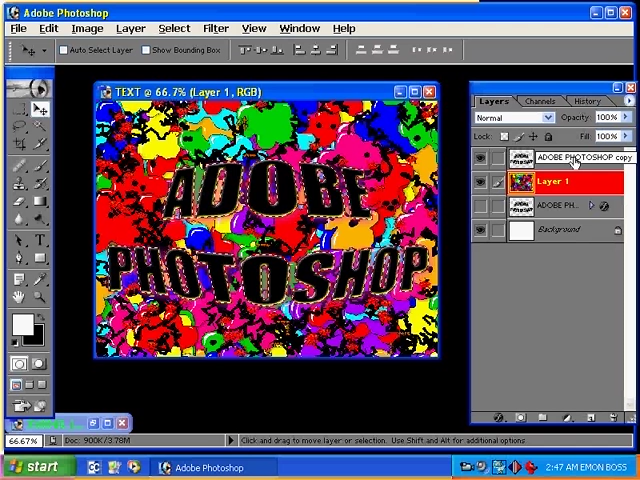 Adobe Photoshop
File Edit Image Layer Select Filter View Window Help
Auto Select Layer Show Bounding Box
TEXT @ 66.7% (Layer 1, RGB)
ADOBE
PHOTOSHOP
Layers Channels History
Normal Opacity: 100%
Lock: Fill: 100%
ADOBE PHOTOSHOP copy
Layer 1
ADOBE PH...
Background
66.67% Doc: 900K/3.78M Click and drag to move layer or selection. Use Shift and Alt for additional options
start Adobe Photoshop 2:47 AM EMON BOSS